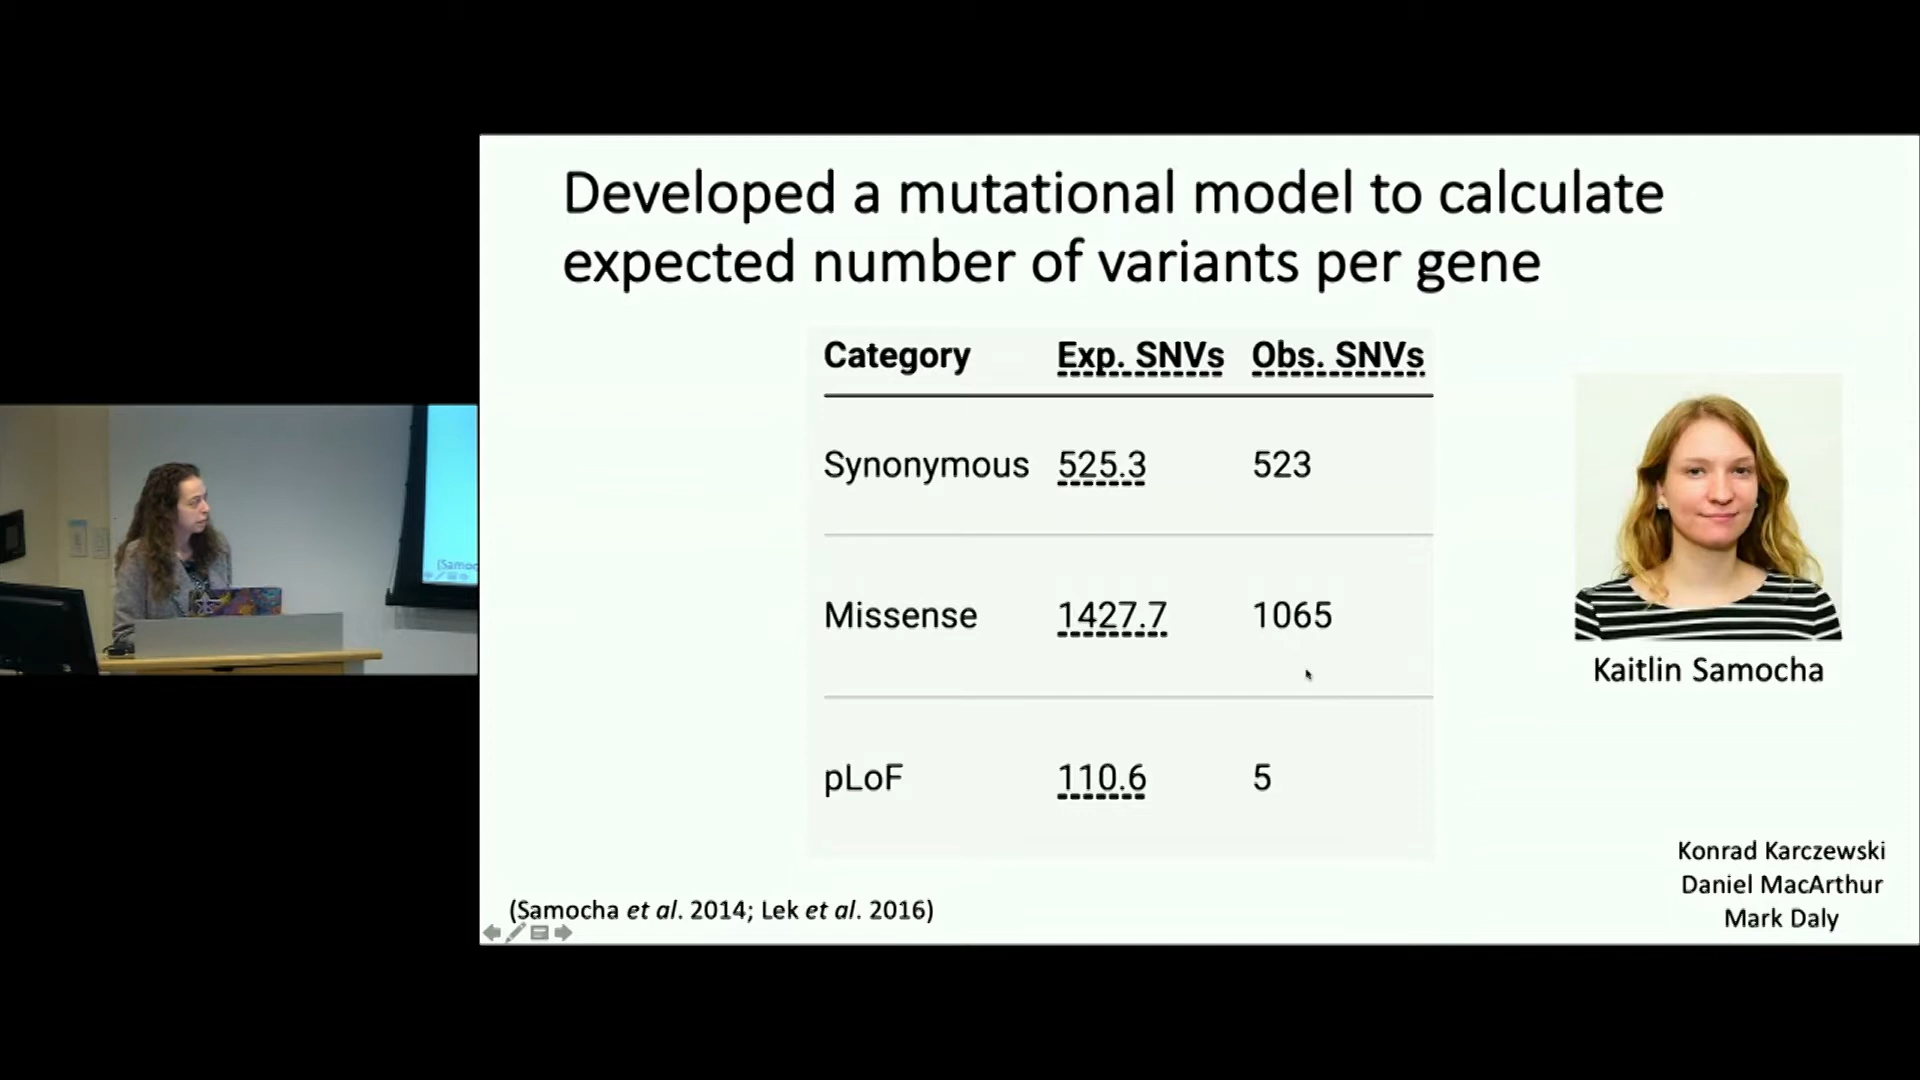 Developed a mutational model to calculate
expected number of variants per gene
Category Exp. SNVs Obs. SNVs
Synonymous 525.3 523
Missense 1427.7 1065
pLoF 110.6 5
Kaitlin Samocha
Konrad Karczewski
Daniel MacArthur
Mark Daly
(Samocha et al. 2014; Lek et al. 2016)
(Samoc